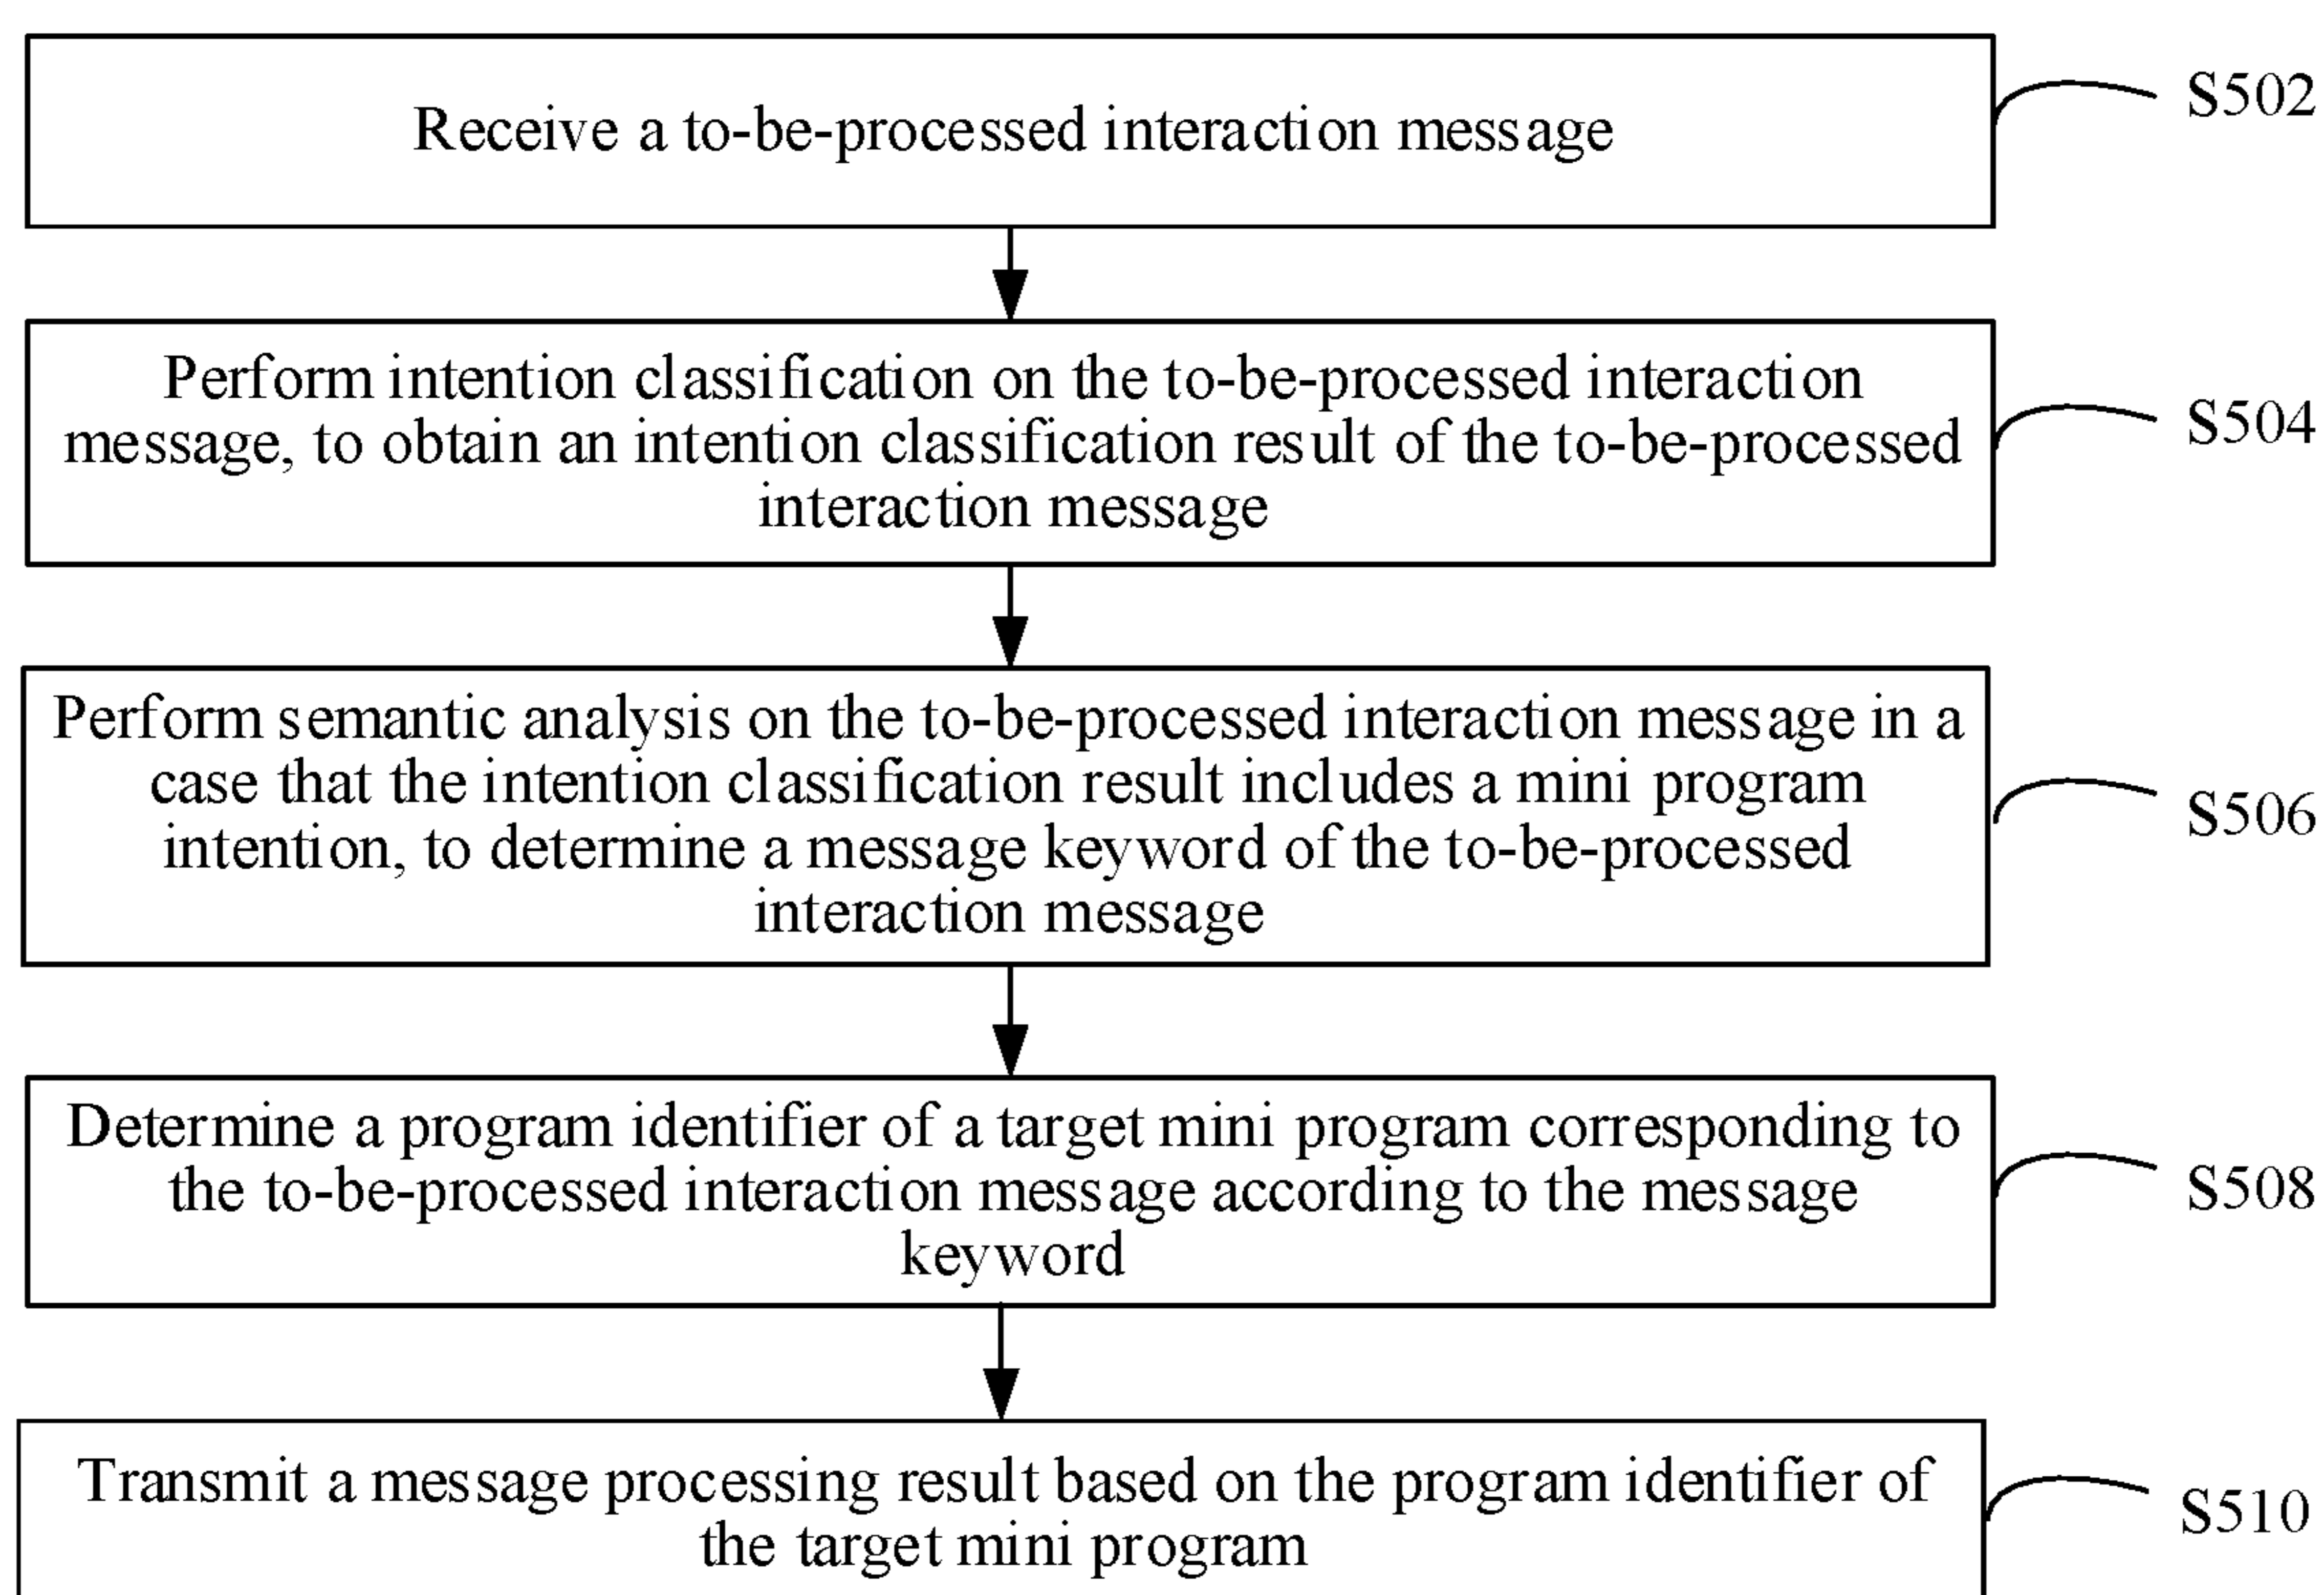 Receive a to-be-processed interaction message
S502
Perform intention classification on the to-be-processed interaction
message, to obtain an intention classification result of the to-be-processed
interaction message
S504
Perform semantic analysis on the to-be-processed interaction message in a
case that the intention classification result includes a mini program
intention, to determine a message keyword of the to-be-processed
interaction message
S506
Determine a program identifier of a target mini program corresponding to
the to-be-processed interaction message according to the message
keyword
S508
Transmit a message processing result based on the program identifier of
the target mini program
S510